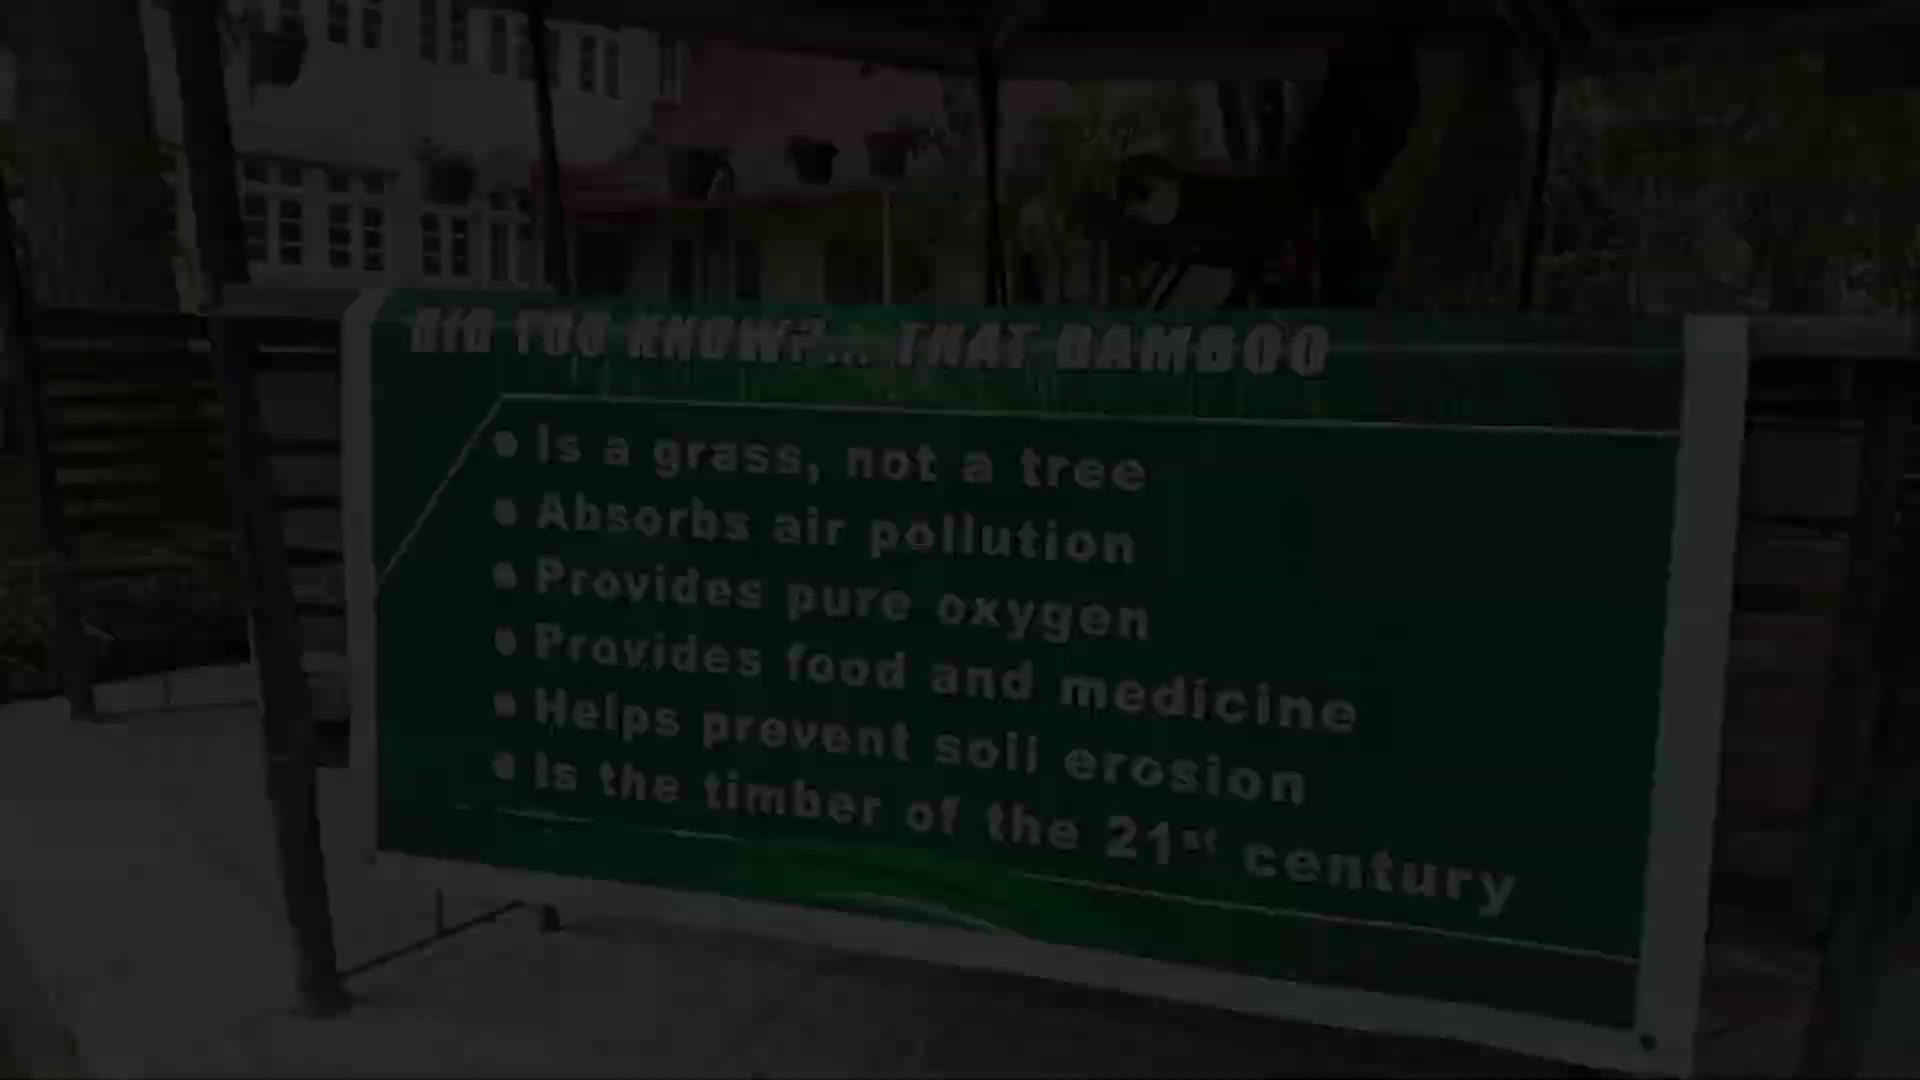 DID YOU KNOW?... THAT BAMBOO
• Is a grass, not a tree
• Absorbs air pollution
• Provides pure oxygen
• Provides food and medicine
• Helps prevent soil erosion
• Is the timber of the 21st century